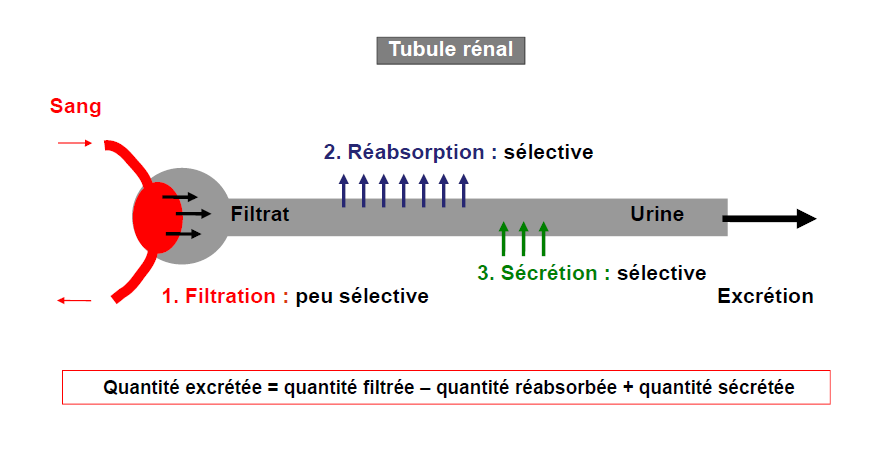 Tubule rénal
Sang
2. Réabsorption : sélective
Filtrat
Urine
3. Sécrétion : sélective
1. Filtration : peu sélective
Excrétion
Quantité excrétée = quantité filtrée – quantité réabsorbée + quantité sécrétée